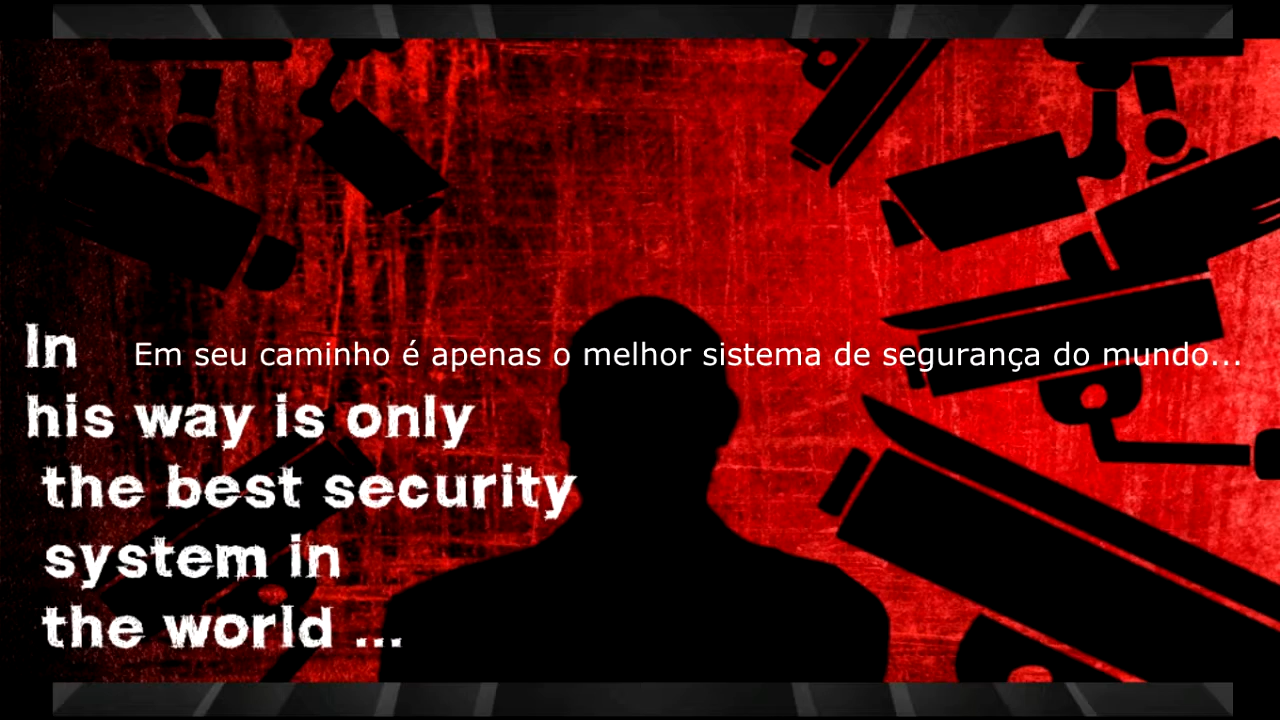 In
Em seu caminho é apenas o melhor sistema de segurança do mundo...
his way is only
the best security
system in
the world ...